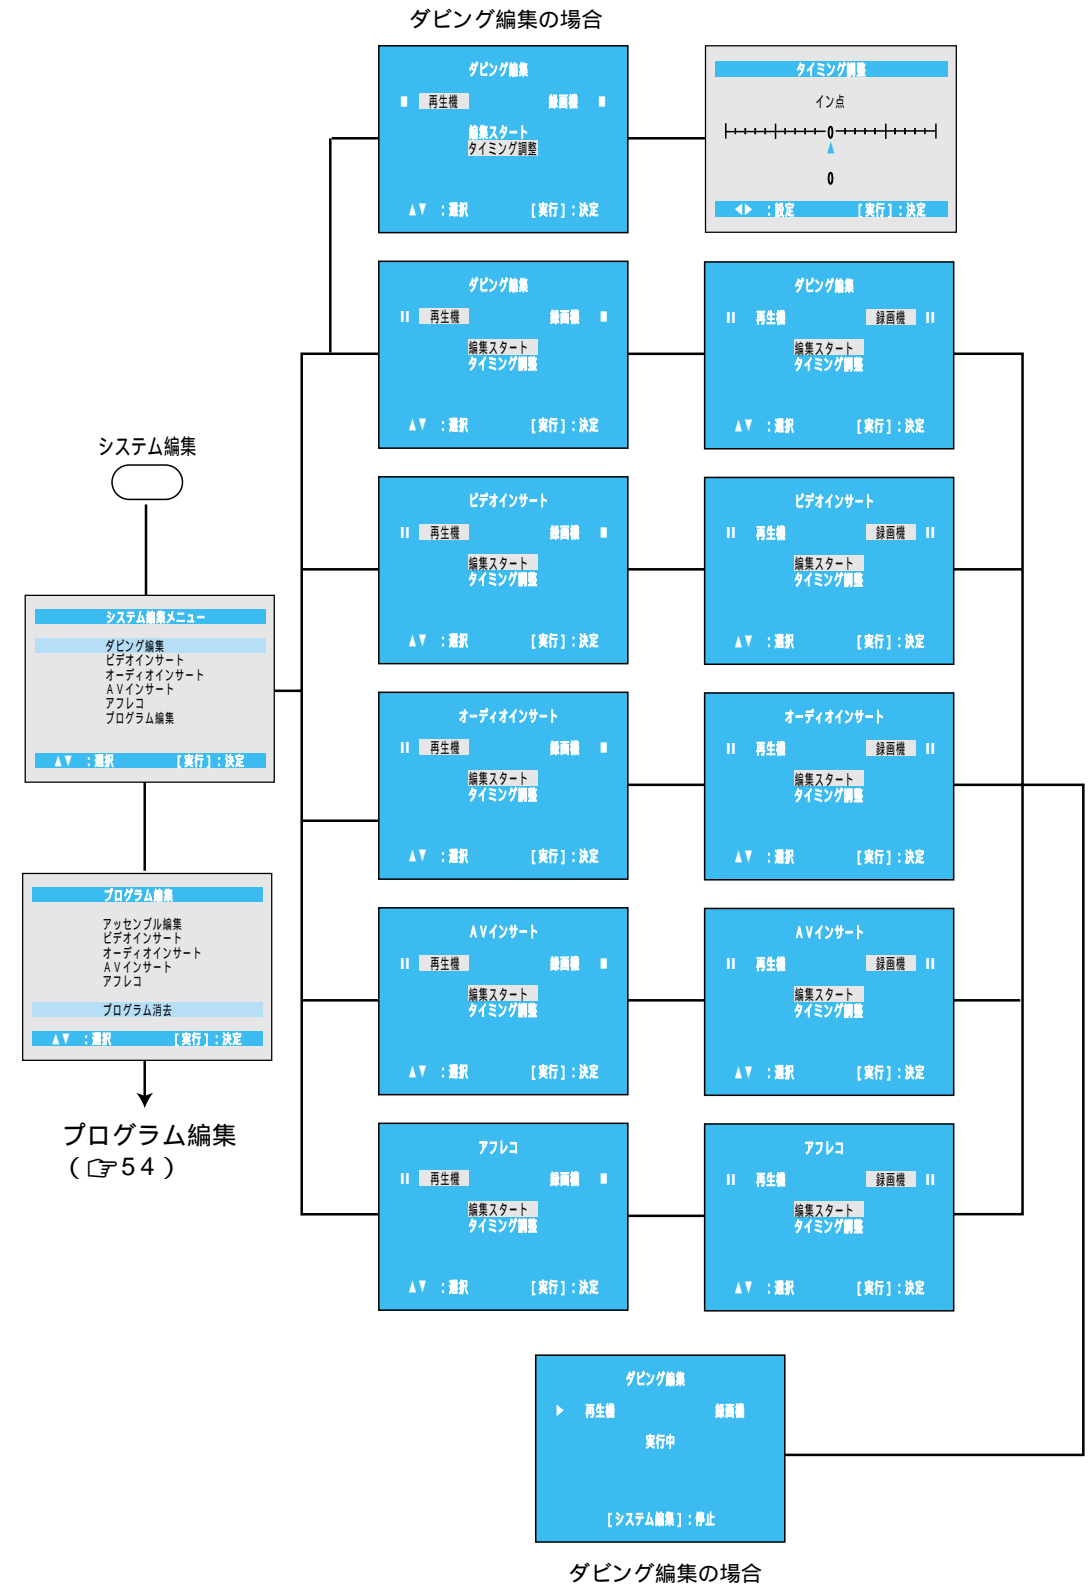 ダビング編集の場合
ダビング編集
■ 再生機 録画機 ■
編集スタート
タイミング調整
▲▼ ：選択 [実行]：決定
タイミング調整
イン点
0
▲
0
◀▶ ：設定 [実行]：決定
ダビング編集
II 再生機 録画機 ■
編集スタート
タイミング調整
▲▼ ：選択 [実行]：決定
ダビング編集
II 再生機 録画機 II
編集スタート
タイミング調整
▲▼ ：選択 [実行]：決定
システム編集
ビデオインサート
II 再生機 録画機 ■
編集スタート
タイミング調整
▲▼ ：選択 [実行]：決定
ビデオインサート
II 再生機 録画機 II
編集スタート
タイミング調整
▲▼ ：選択 [実行]：決定
システム編集メニュー
ダビング編集
ビデオインサート
オーディオインサート
AVインサート
アフレコ
プログラム編集
▲▼ ：選択 [実行]：決定
オーディオインサート
II 再生機 録画機 ■
編集スタート
タイミング調整
▲▼ ：選択 [実行]：決定
オーディオインサート
II 再生機 録画機 II
編集スタート
タイミング調整
▲▼ ：選択 [実行]：決定
プログラム編集
アッセンブル編集
ビデオインサート
オーディオインサート
AVインサート
アフレコ
プログラム消去
▲▼ ：選択 [実行]：決定
プログラム編集
（☞54）
AVインサート
II 再生機 録画機 ■
編集スタート
タイミング調整
▲▼ ：選択 [実行]：決定
AVインサート
II 再生機 録画機 II
編集スタート
タイミング調整
▲▼ ：選択 [実行]：決定
アフレコ
II 再生機 録画機 ■
編集スタート
タイミング調整
▲▼ ：選択 [実行]：決定
アフレコ
II 再生機 録画機 II
編集スタート
タイミング調整
▲▼ ：選択 [実行]：決定
ダビング編集
▶ 再生機 録画機
実行中
[システム編集]：停止
ダビング編集の場合